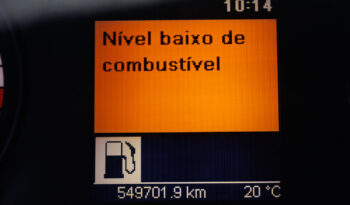 10:14
Nível baixo de
combustível
549701.9 km 20 °C